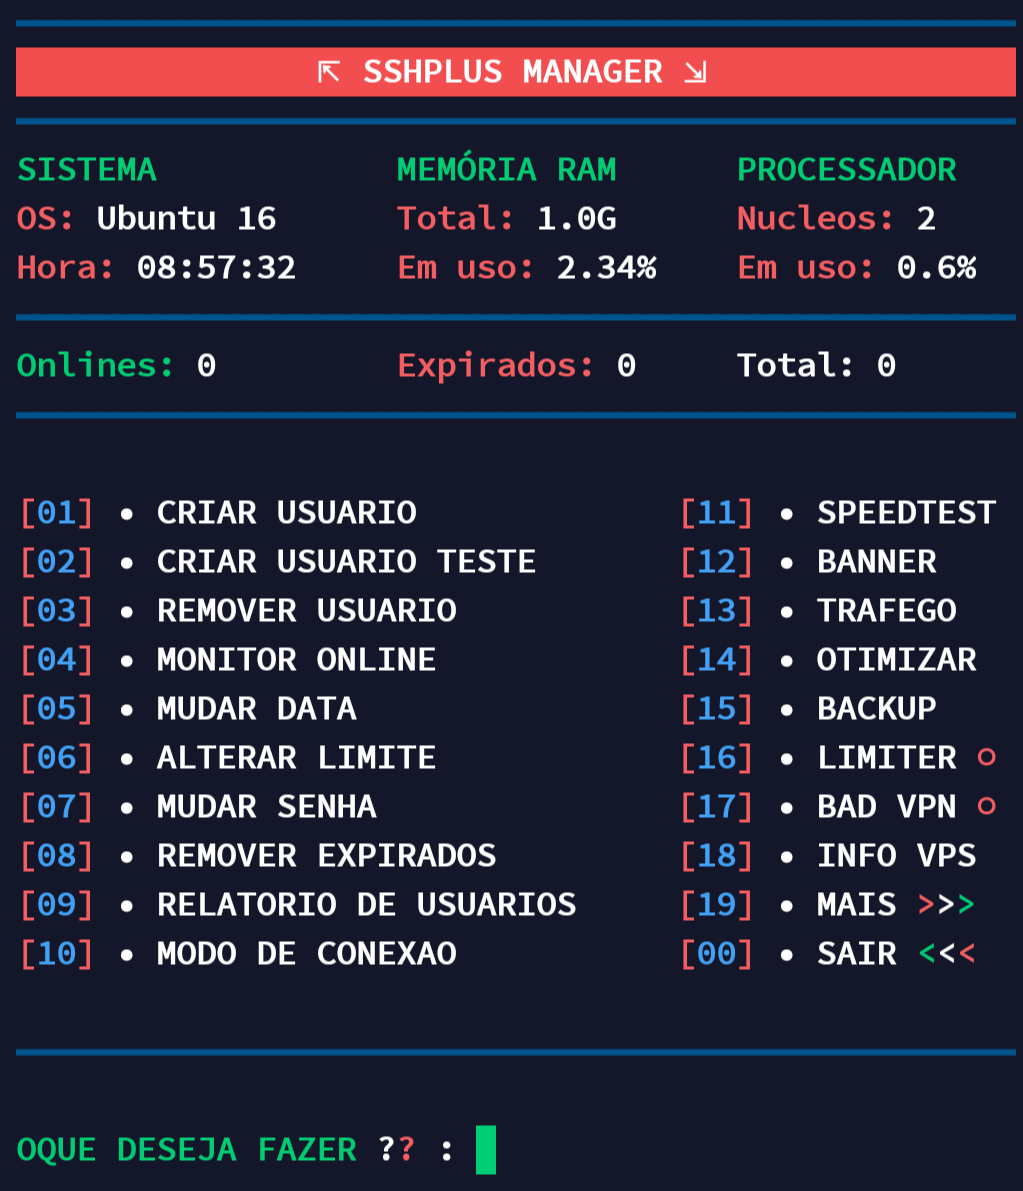 ⇱ SSHPLUS MANAGER ⇲
SISTEMA MEMÓRIA RAM PROCESSADOR
OS: Ubuntu 16 Total: 1.0G Nucleos: 2
Hora: 08:57:32 Em uso: 2.34% Em uso: 0.6%
Onlines: 0 Expirados: 0 Total: 0
[01] • CRIAR USUARIO [11] • SPEEDTEST
[02] • CRIAR USUARIO TESTE [12] • BANNER
[03] • REMOVER USUARIO [13] • TRAFEGO
[04] • MONITOR ONLINE [14] • OTIMIZAR
[05] • MUDAR DATA [15] • BACKUP
[06] • ALTERAR LIMITE [16] • LIMITER ○
[07] • MUDAR SENHA [17] • BAD VPN ○
[08] • REMOVER EXPIRADOS [18] • INFO VPS
[09] • RELATORIO DE USUARIOS [19] • MAIS >>>
[10] • MODO DE CONEXAO [00] • SAIR <<<
OQUE DESEJA FAZER ?? :